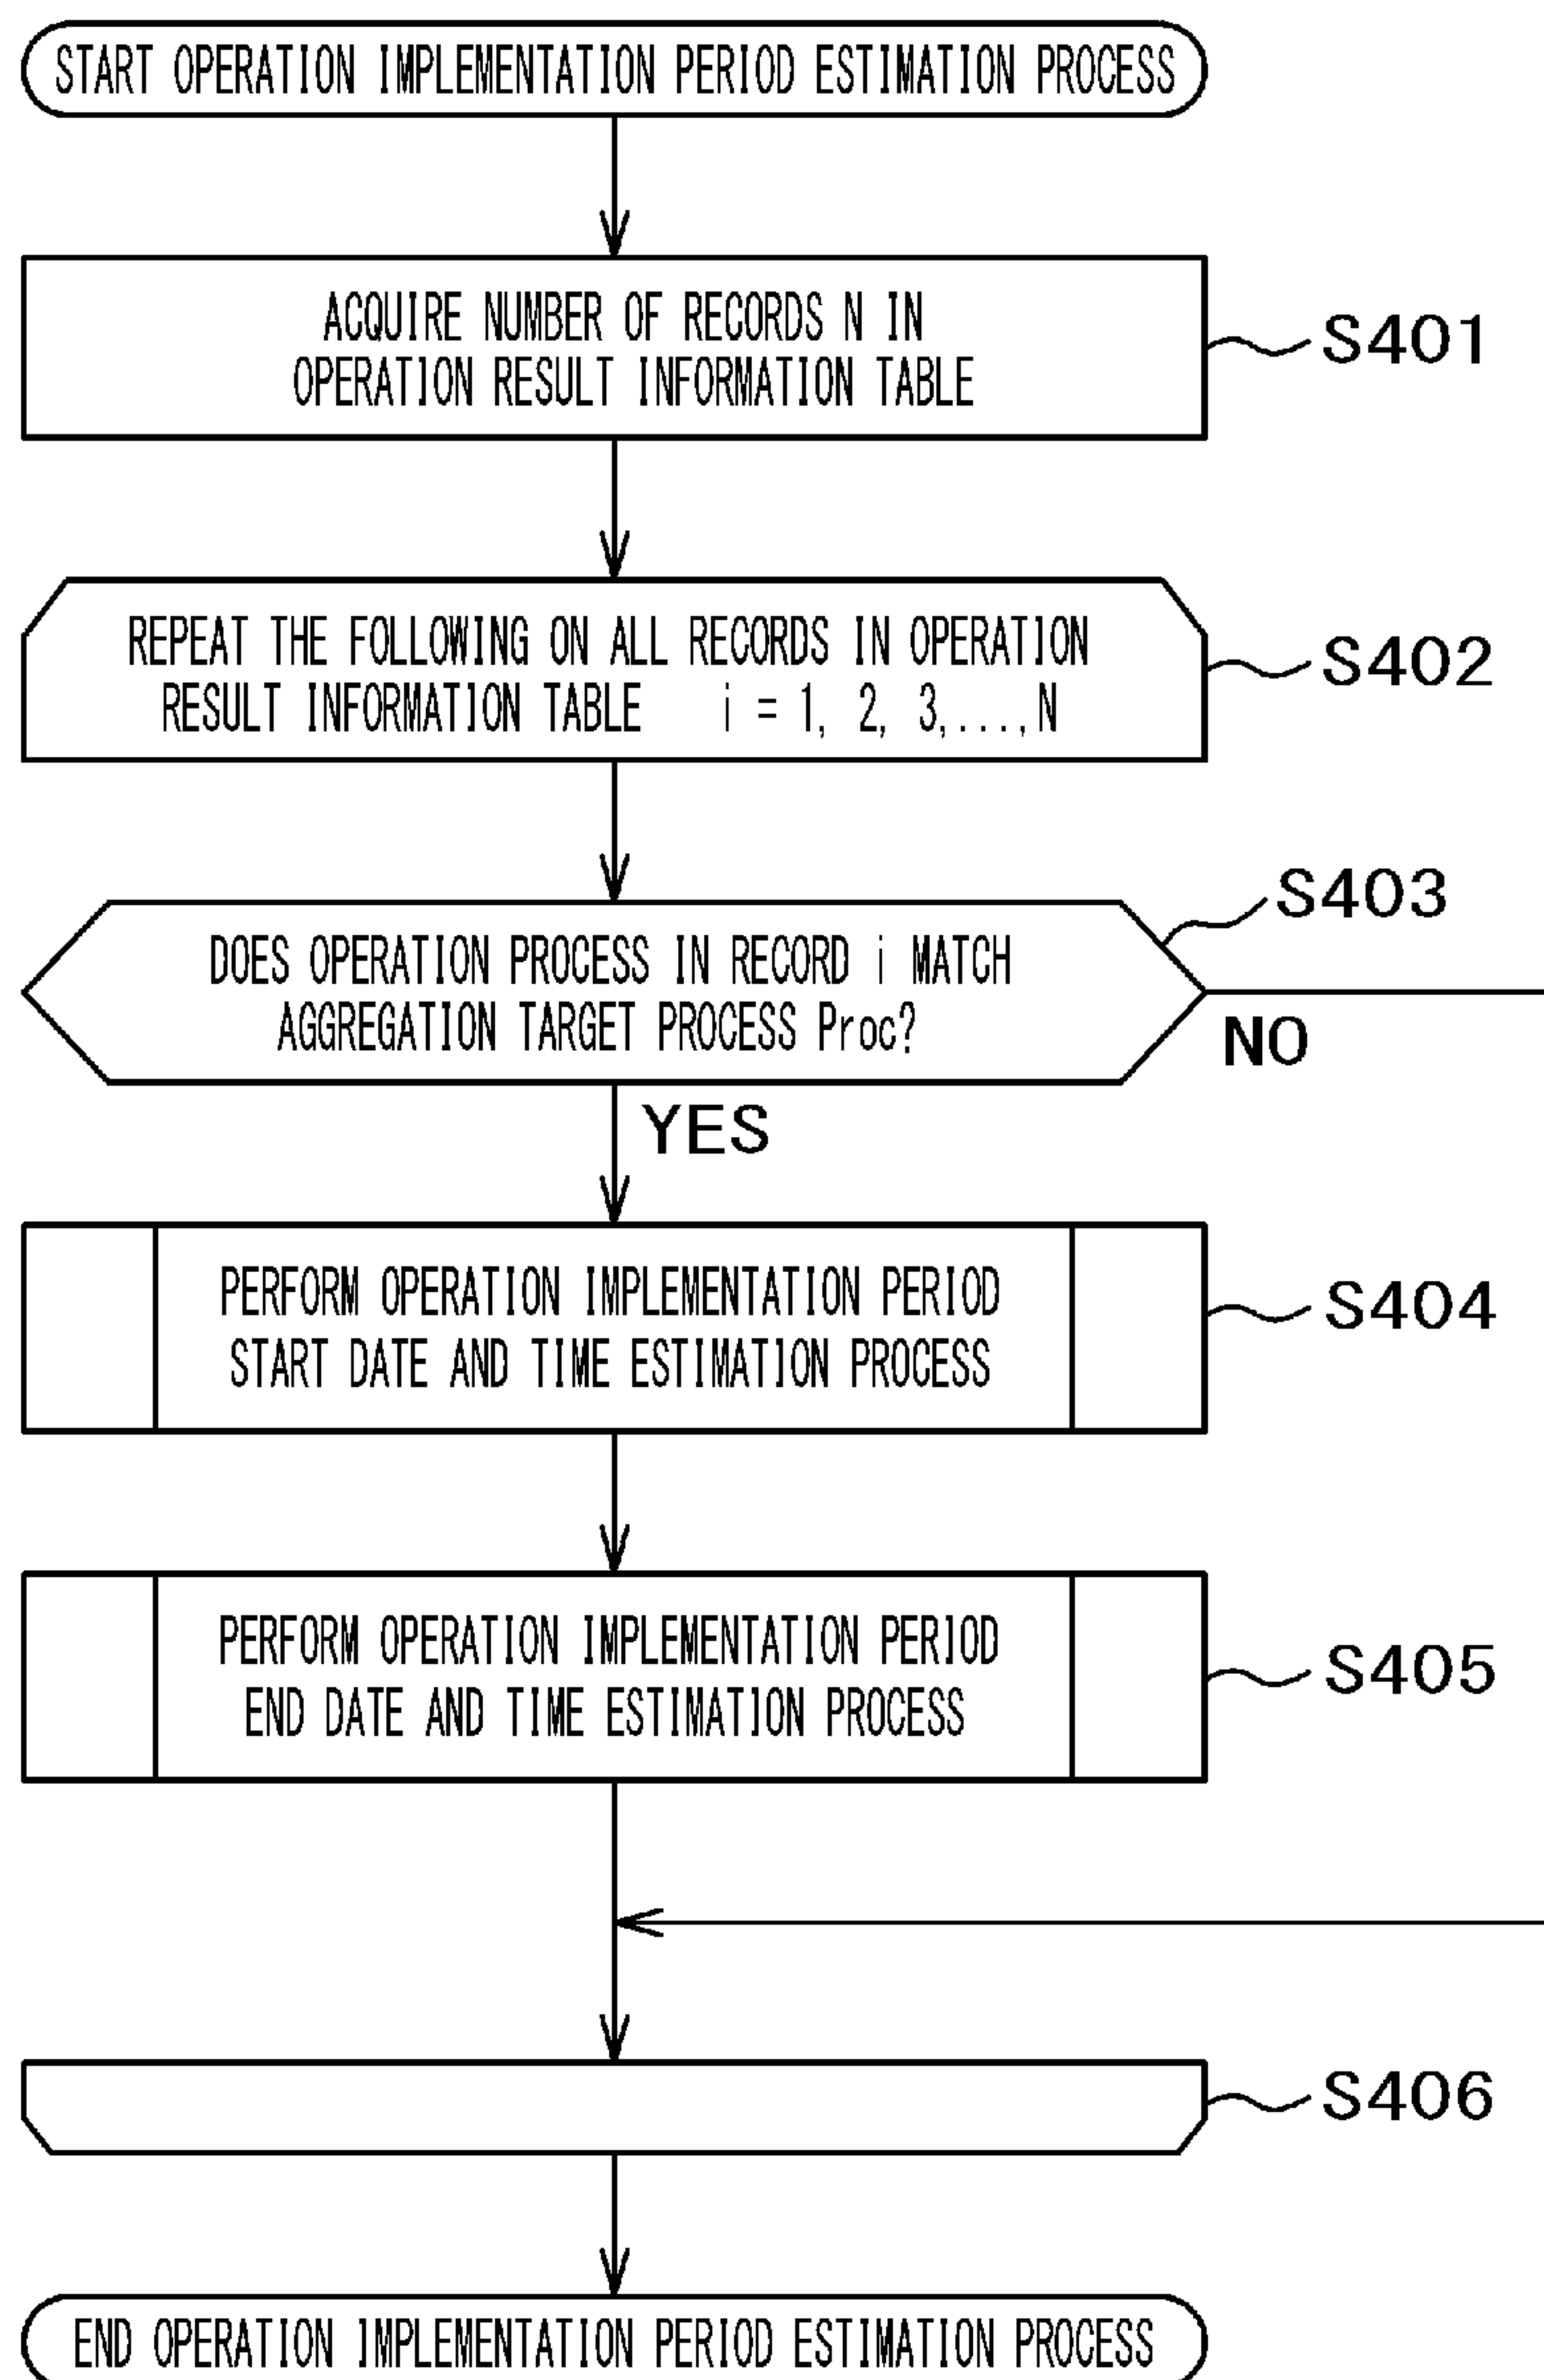 START OPERATION IMPLEMENTATION PERIOD ESTIMATION PROCESS
ACQUIRE NUMBER OF RECORDS N IN
OPERATION RESULT INFORMATION TABLE
S401
REPEAT THE FOLLOWING ON ALL RECORDS IN OPERATION
RESULT INFORMATION TABLE i = 1, 2, 3,...,N
S402
S403
DOES OPERATION PROCESS IN RECORD i MATCH
AGGREGATION TARGET PROCESS Proc?
NO
YES
PERFORM OPERATION IMPLEMENTATION PERIOD
START DATE AND TIME ESTIMATION PROCESS
S404
PERFORM OPERATION IMPLEMENTATION PERIOD
END DATE AND TIME ESTIMATION PROCESS
S405
S406
END OPERATION IMPLEMENTATION PERIOD ESTIMATION PROCESS